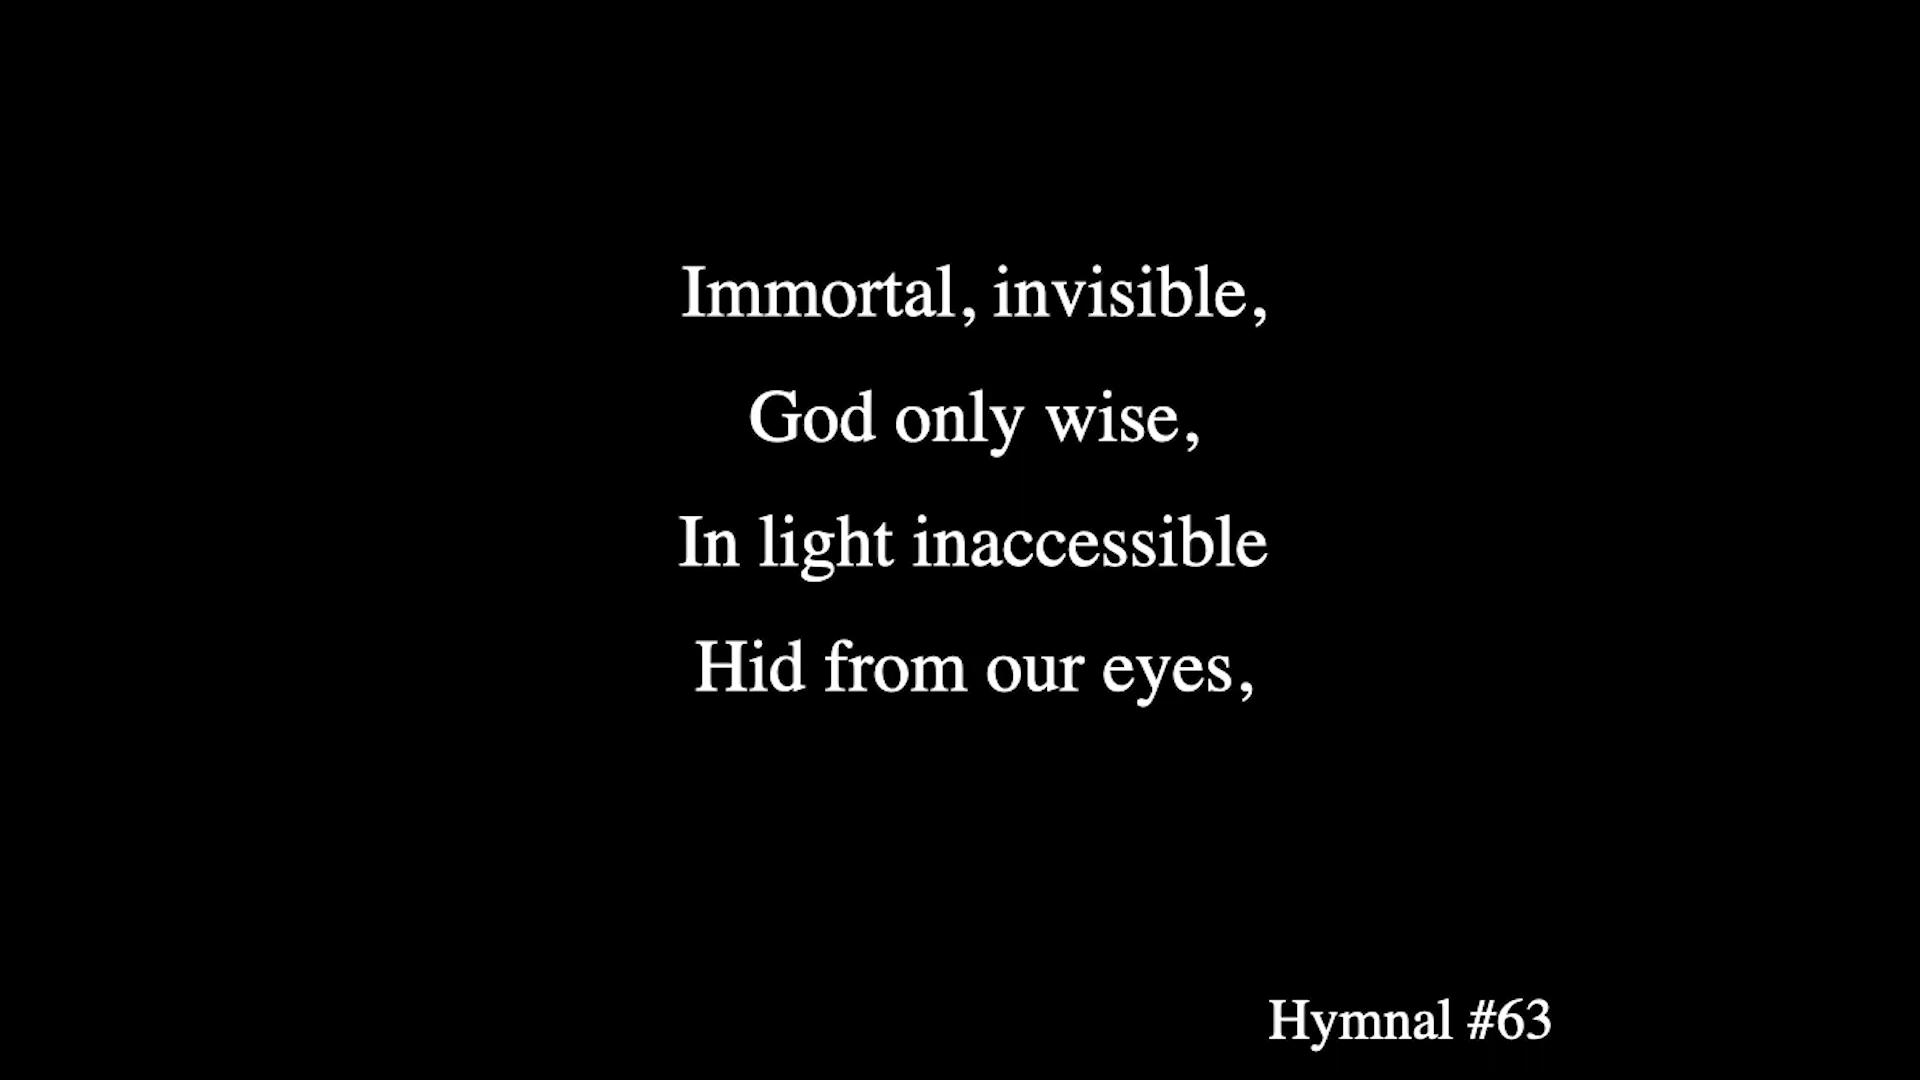 Immortal, invisible,
God only wise,
In light inaccessible
Hid from our eyes,
Hymnal #63